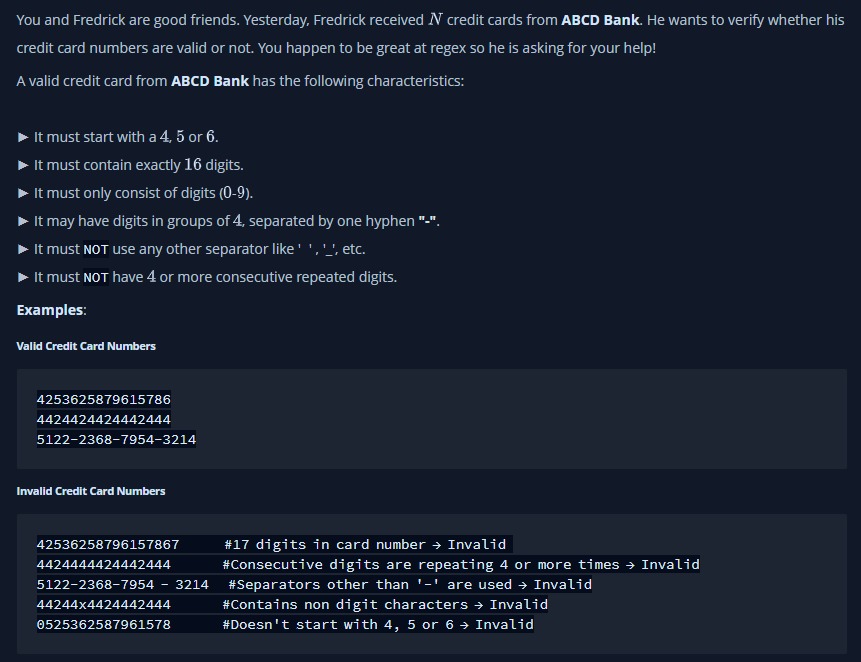 You and Fredrick are good friends. Yesterday, Fredrick received N credit cards from ABCD Bank. He wants to verify whether his
credit card numbers are valid or not. You happen to be great at regex so he is asking for your help!
A valid credit card from ABCD Bank has the following characteristics:
► It must start with a 4, 5 or 6.
► It must contain exactly 16 digits.
► It must only consist of digits (0-9).
► It may have digits in groups of 4, separated by one hyphen "-".
► It must NOT use any other separator like ' ' , '_', etc.
► It must NOT have 4 or more consecutive repeated digits.
Examples:
Valid Credit Card Numbers
4253625879615786
4424424424442444
5122-2368-7954-3214
Invalid Credit Card Numbers
42536258796157867 #17 digits in card number → Invalid
4424444424442444 #Consecutive digits are repeating 4 or more times → Invalid
5122-2368-7954 - 3214 #Separators other than '-' are used → Invalid
44244x4424442444 #Contains non digit characters → Invalid
0525362587961578 #Doesn't start with 4, 5 or 6 → Invalid